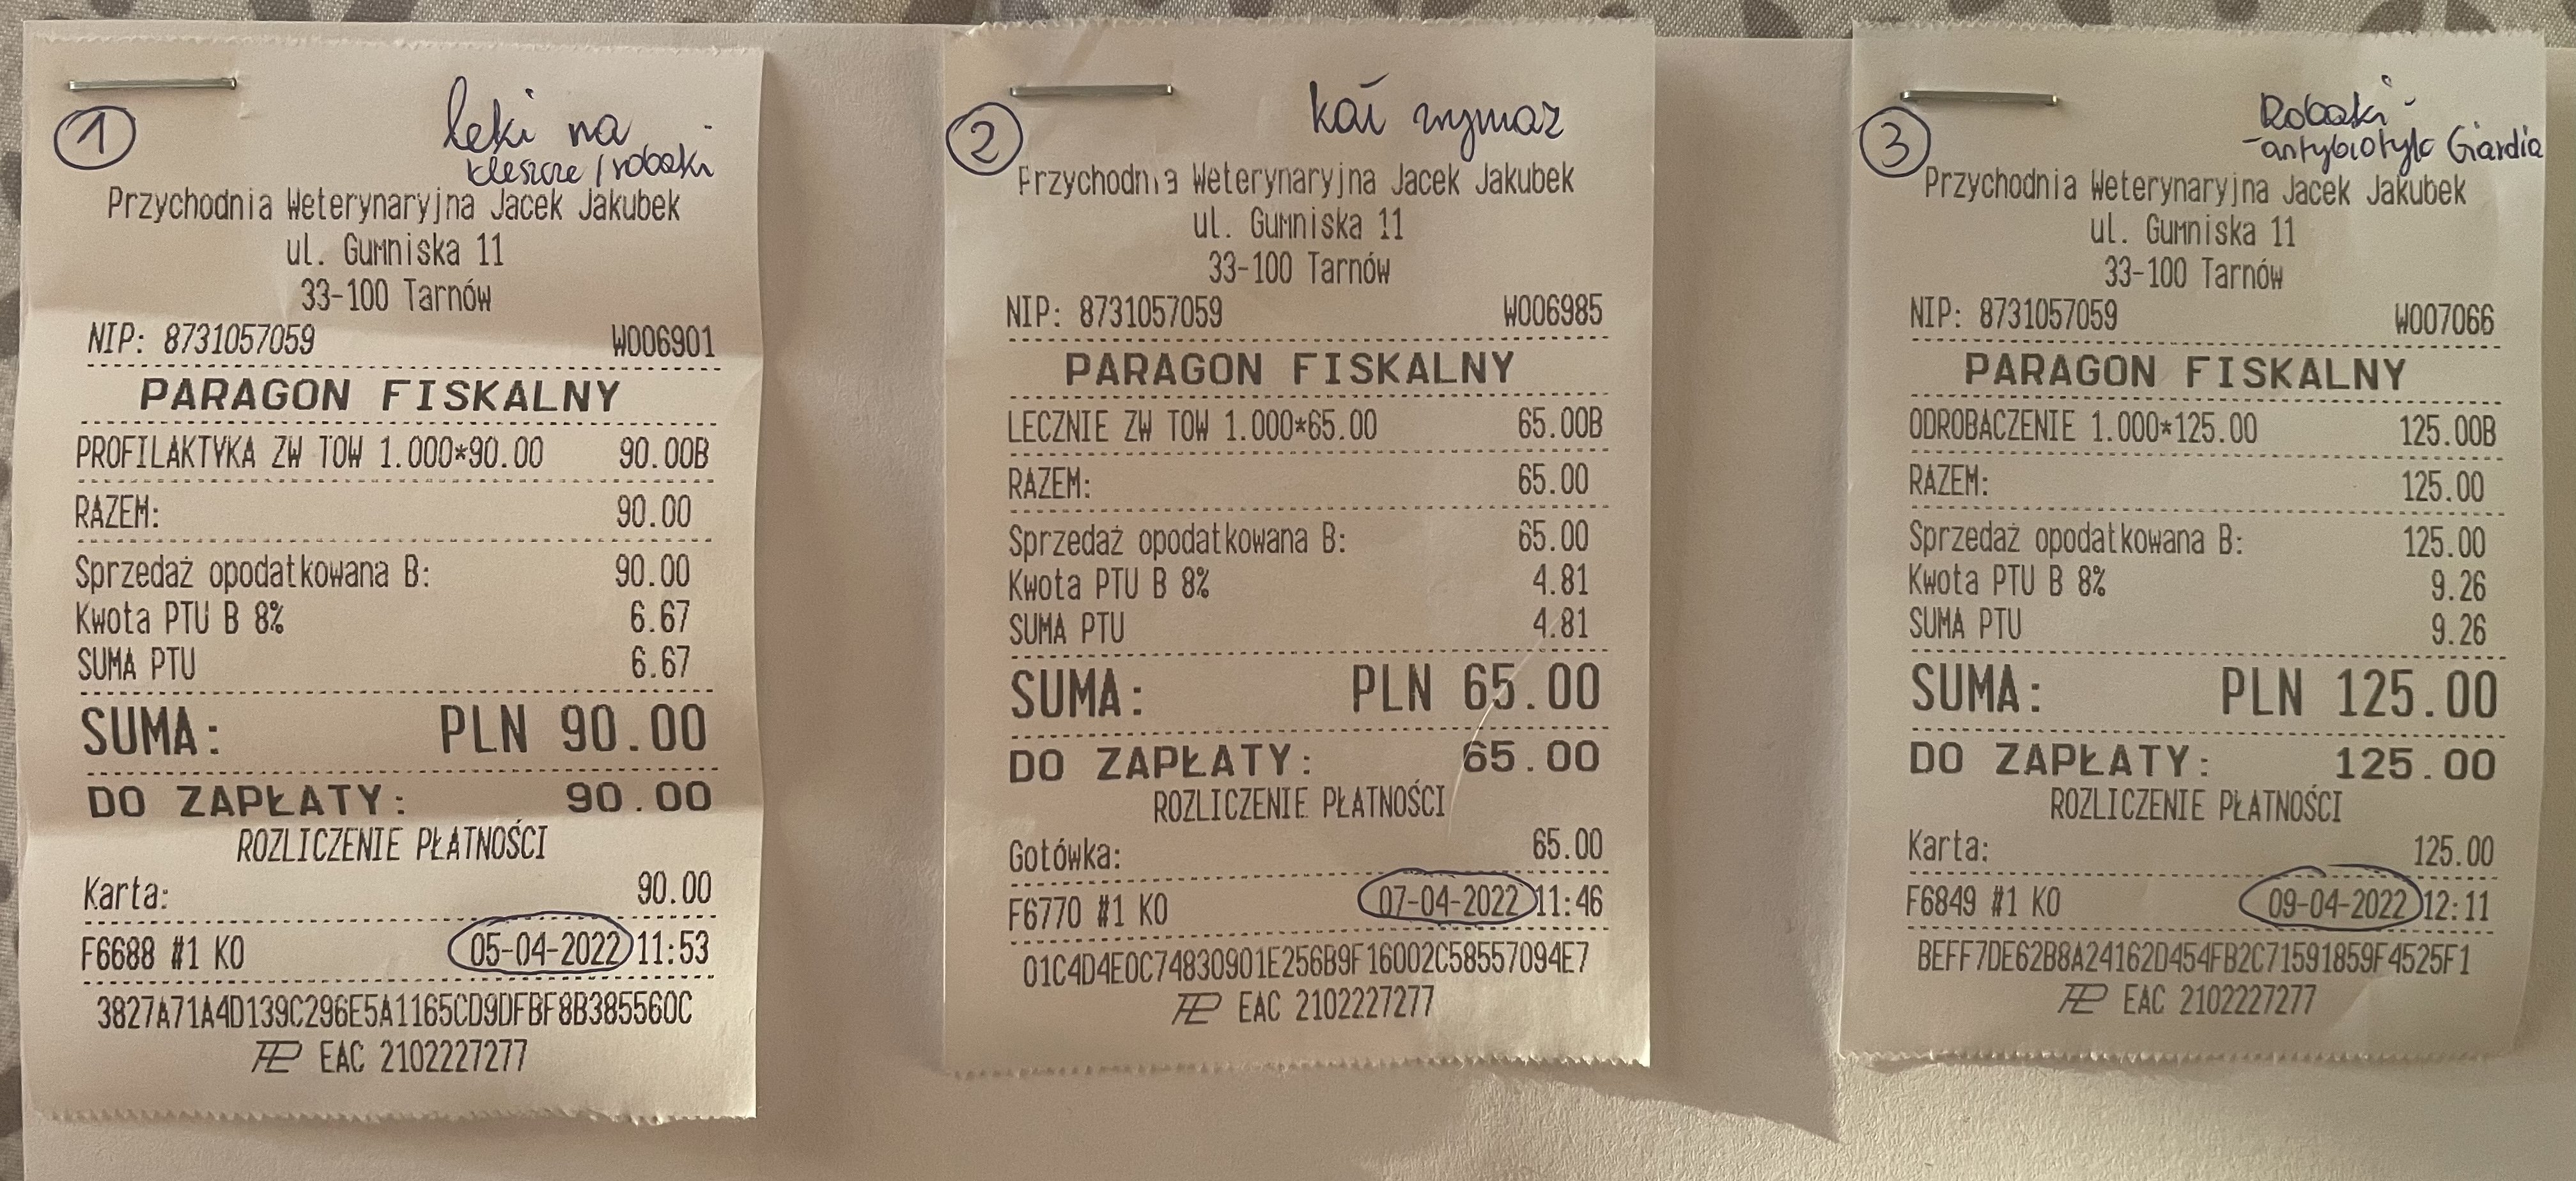 1
leki na
kleszcze / robaki
Przychodnia Weterynaryjna Jacek Jakubek
ul. Gumniska 11
33-100 Tarnów
NIP: 8731057059 W006901
PARAGON FISKALNY
PROFILAKTYKA ZW TOW 1.000*90.00 90.00B
RAZEM: 90.00
Sprzedaż opodatkowana B: 90.00
Kwota PTU B 8% 6.67
SUMA PTU 6.67
SUMA: PLN 90.00
DO ZAPŁATY: 90.00
ROZLICZENIE PŁATNOŚCI
Karta: 90.00
F6688 #1 KO 05-04-2022 11:53
3827A71A4D139C296E5A1165CD9DFBF8B385560C
EAC 2102227277
2
kał wymaz
Przychodnia Weterynaryjna Jacek Jakubek
ul. Gumniska 11
33-100 Tarnów
NIP: 8731057059 W006985
PARAGON FISKALNY
LECZNIE ZW TOW 1.000*65.00 65.00B
RAZEM: 65.00
Sprzedaż opodatkowana B: 65.00
Kwota PTU B 8% 4.81
SUMA PTU 4.81
SUMA: PLN 65.00
DO ZAPŁATY: 65.00
ROZLICZENIE PŁATNOŚCI
Gotówka: 65.00
F6770 #1 KO 07-04-2022 11:46
01C4D4E0C74830901E256B9F16002C58557094E7
EAC 2102227277
3
Robaki -
-antybiotyk Giardia
Przychodnia Weterynaryjna Jacek Jakubek
ul. Gumniska 11
33-100 Tarnów
NIP: 8731057059 W007066
PARAGON FISKALNY
ODROBACZENIE 1.000*125.00 125.00B
RAZEM: 125.00
Sprzedaż opodatkowana B: 125.00
Kwota PTU B 8% 9.26
SUMA PTU 9.26
SUMA: PLN 125.00
DO ZAPŁATY: 125.00
ROZLICZENIE PŁATNOŚCI
Karta: 125.00
F6849 #1 KO 09-04-2022 12:11
BEFF7DE62B8A24162D454FB2C71591859F4525F1
EAC 2102227277